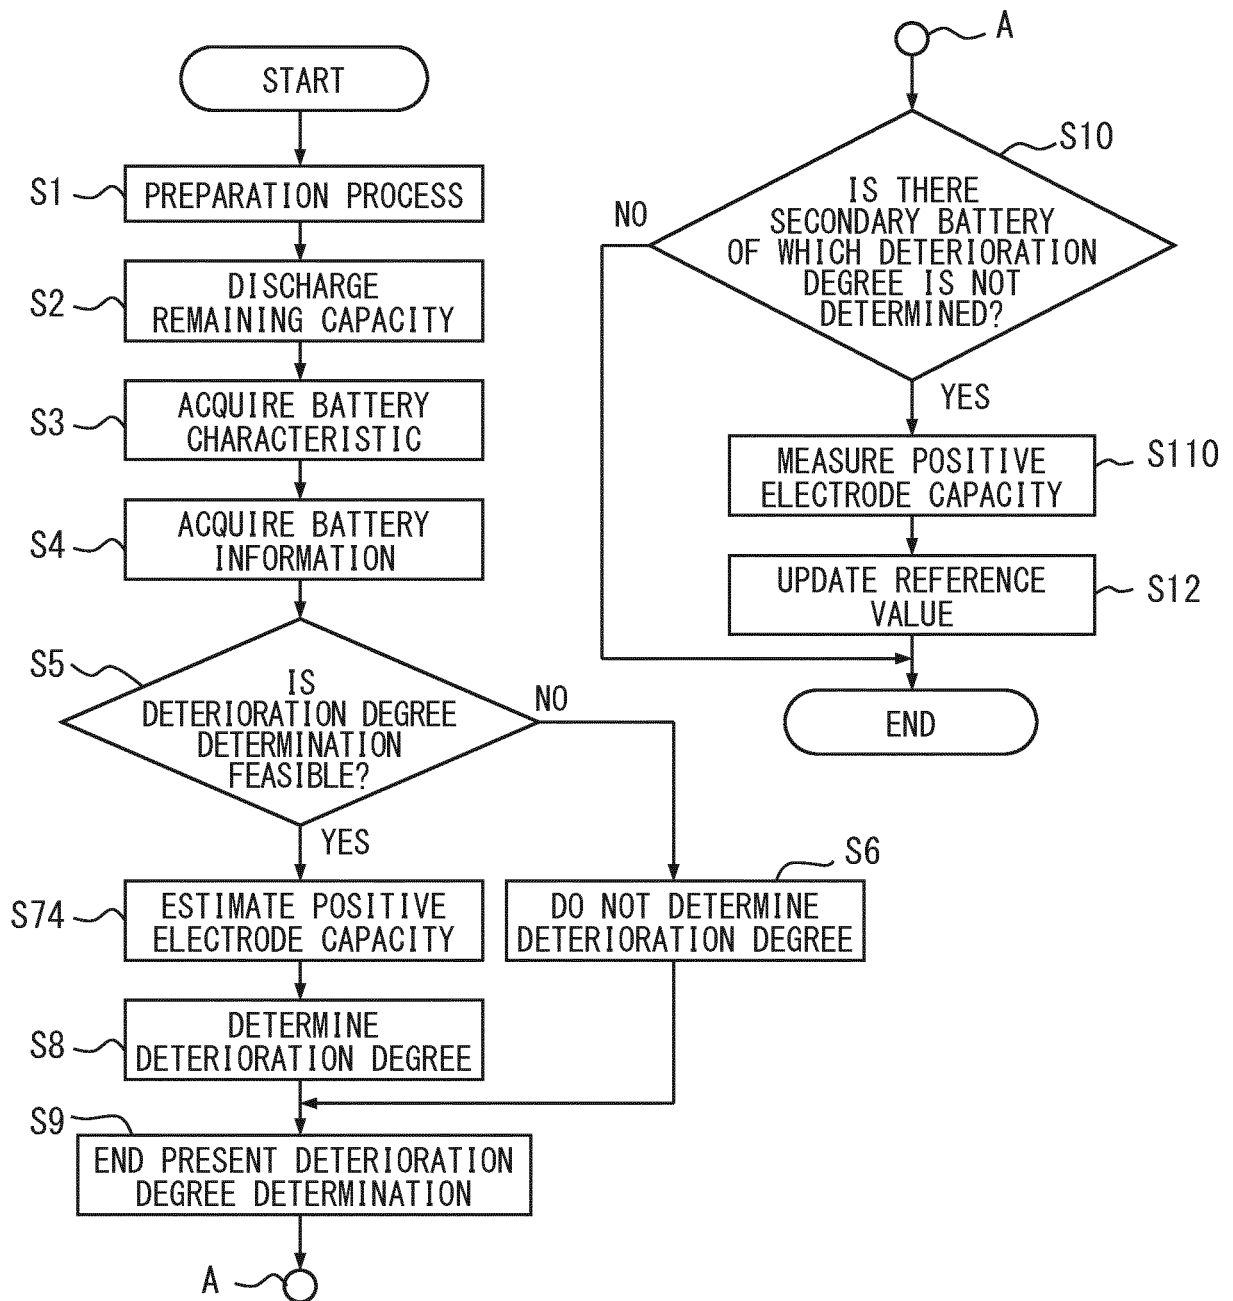 START
S1
PREPARATION PROCESS
S2
DISCHARGE
REMAINING CAPACITY
S3
ACQUIRE BATTERY
CHARACTERISTIC
S4
ACQUIRE BATTERY
INFORMATION
S5
IS
DETERIORATION DEGREE
DETERMINATION
FEASIBLE?
NO
YES
S74
ESTIMATE POSITIVE
ELECTRODE CAPACITY
S6
DO NOT DETERMINE
DETERIORATION DEGREE
S8
DETERMINE
DETERIORATION DEGREE
S9
END PRESENT DETERIORATION
DEGREE DETERMINATION
A
A
S10
IS THERE
SECONDARY BATTERY
OF WHICH DETERIORATION
DEGREE IS NOT
DETERMINED?
NO
YES
S110
MEASURE POSITIVE
ELECTRODE CAPACITY
S12
UPDATE REFERENCE
VALUE
END